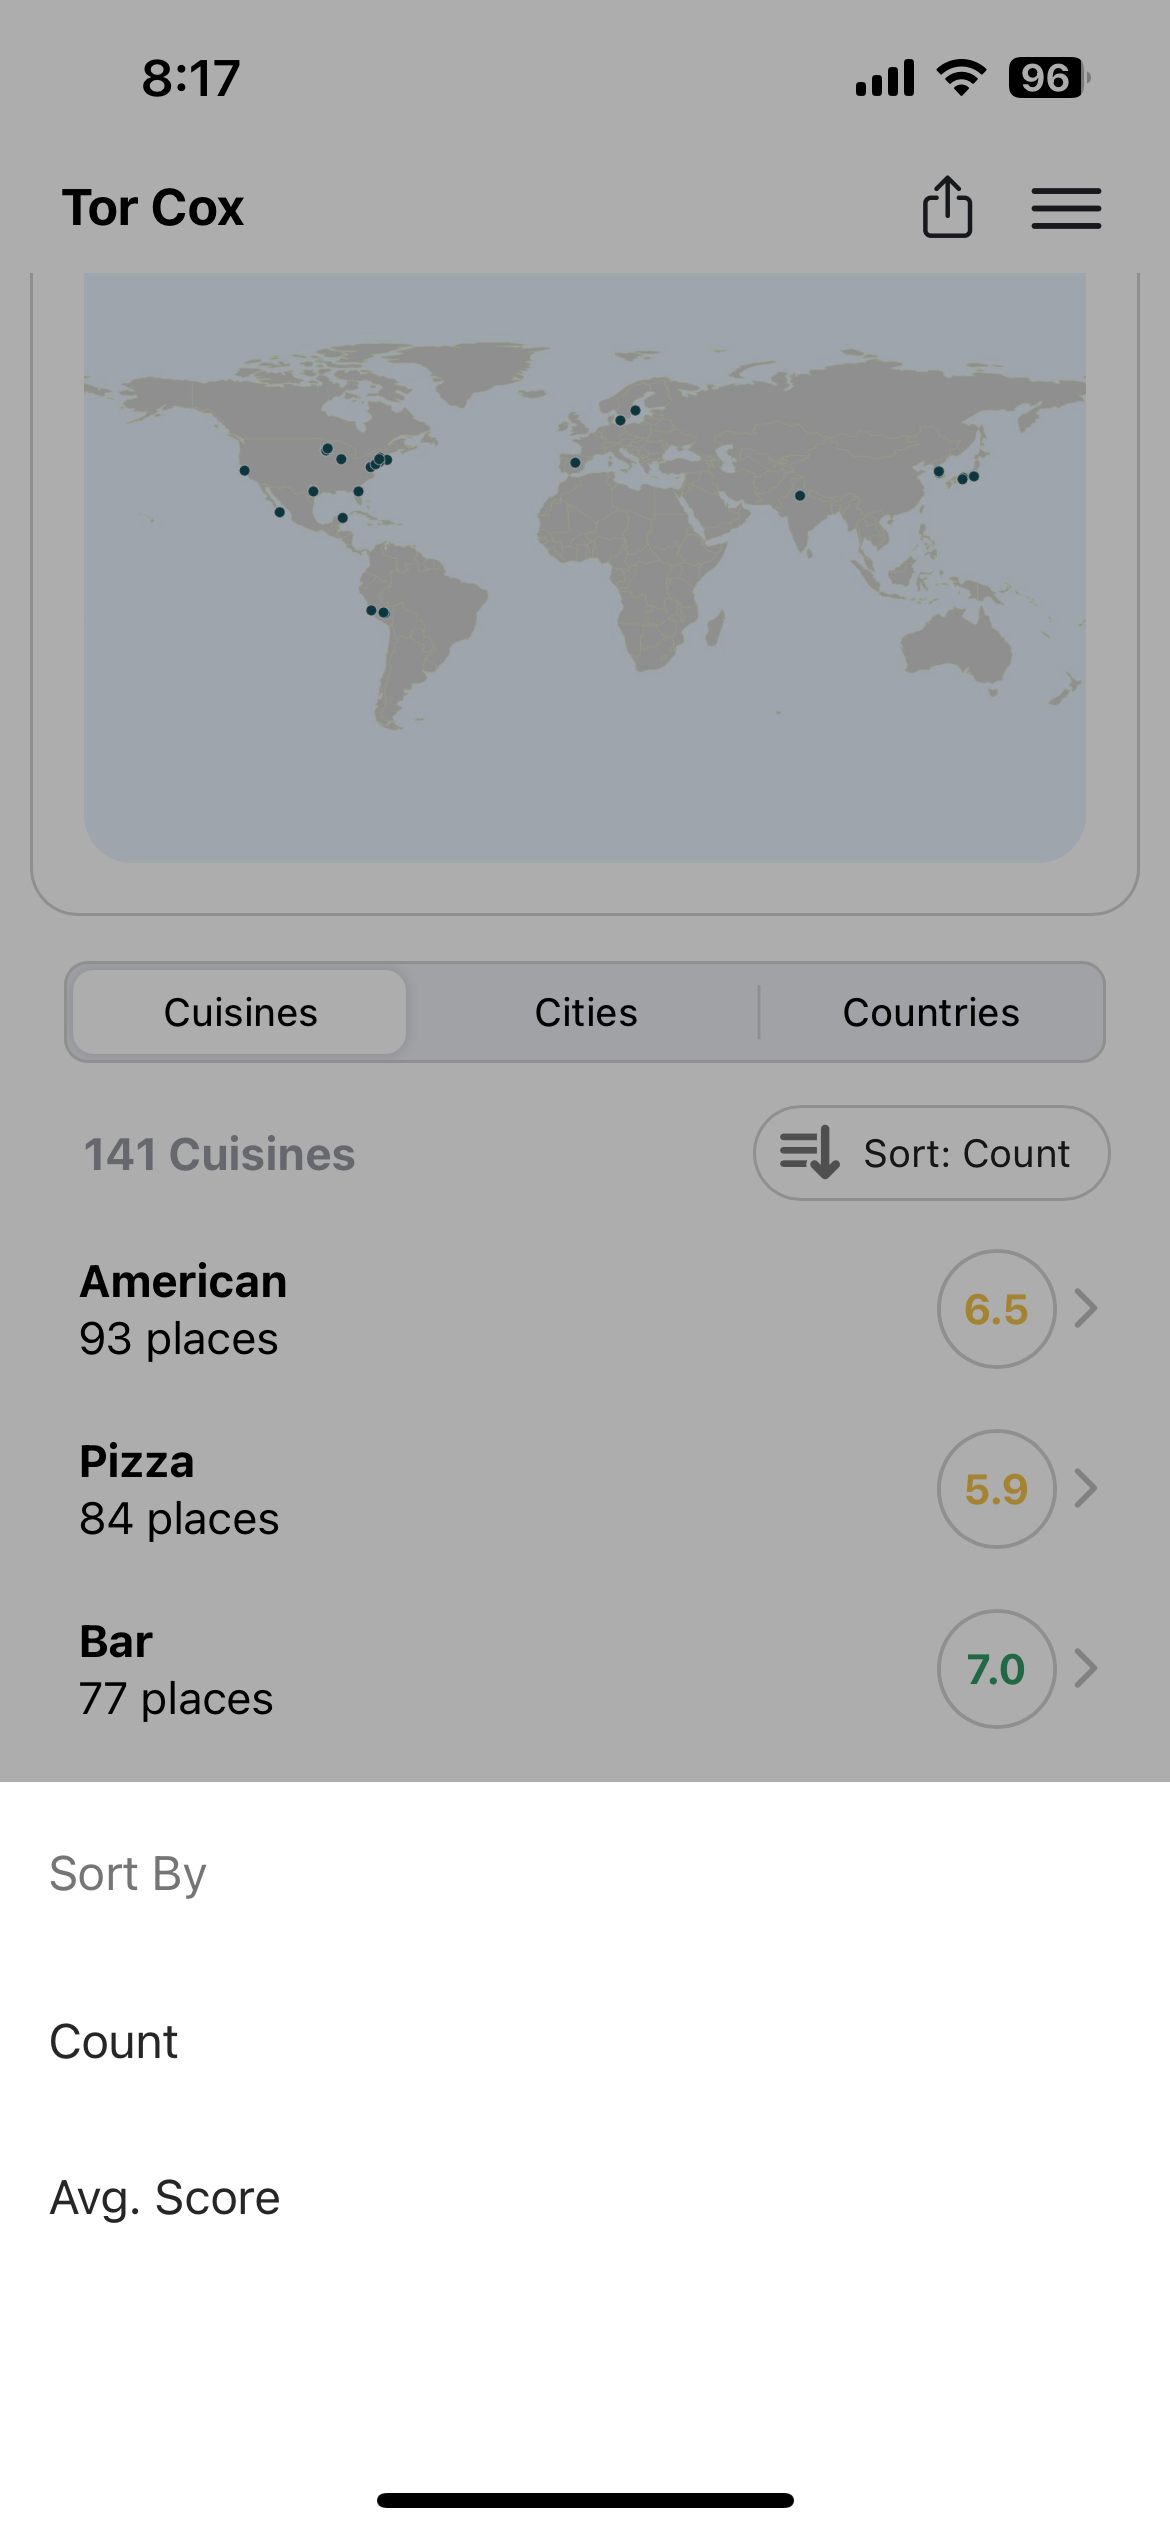 8:17
96
Tor Cox
Cuisines
Cities
Countries
141 Cuisines
Sort: Count
American
93 places
6.5
Pizza
84 places
5.9
Bar
77 places
7.0
Sort By
Count
Avg. Score